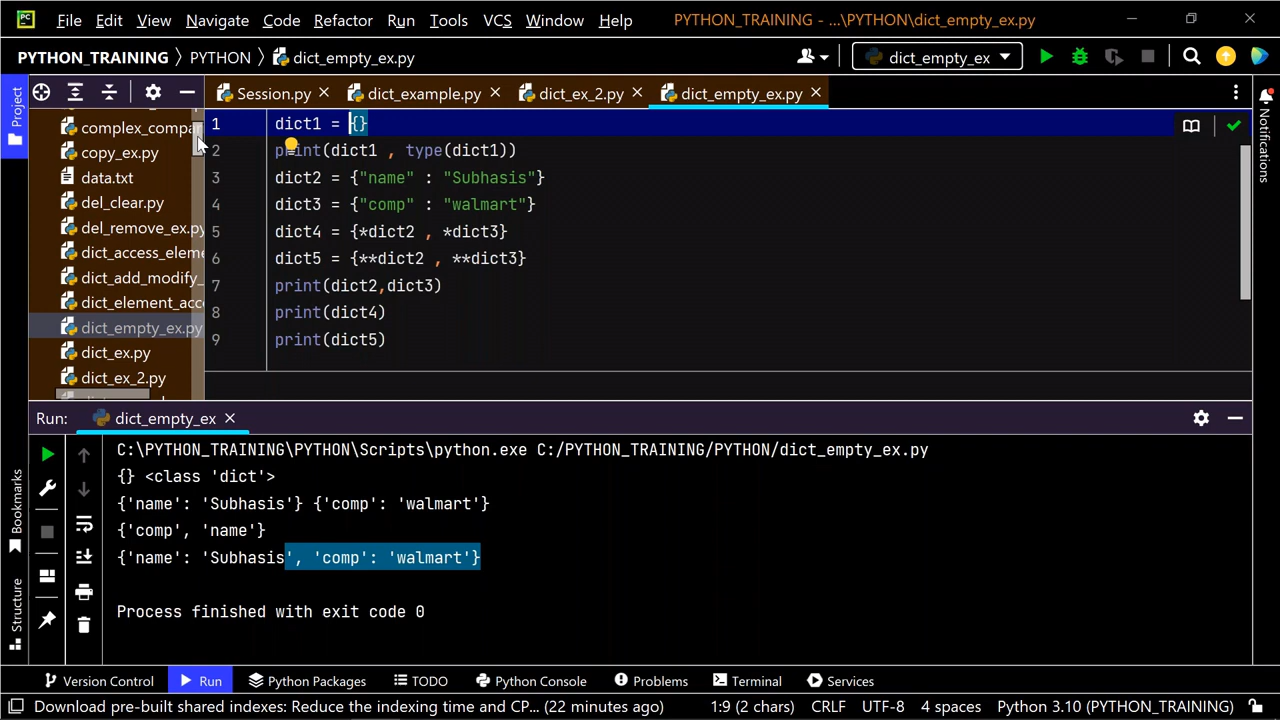 PC File Edit View Navigate Code Refactor Run Tools VCS Window Help PYTHON_TRAINING - ...\PYTHON\dict_empty_ex.py
PYTHON_TRAINING PYTHON dict_empty_ex.py dict_empty_ex
Project
Session.py dict_example.py dict_ex_2.py dict_empty_ex.py
Notifications
complex_compar
copy_ex.py
data.txt
del_clear.py
del_remove_ex.py
dict_access_eleme
dict_add_modify_
dict_element_acc
dict_empty_ex.py
dict_ex.py
dict_ex_2.py
1 dict1 = {}
2 print(dict1 , type(dict1))
3 dict2 = {"name" : "Subhasis"}
4 dict3 = {"comp" : "walmart"}
5 dict4 = {*dict2 , *dict3}
6 dict5 = {**dict2 , **dict3}
7 print(dict2,dict3)
8 print(dict4)
9 print(dict5)
Run: dict_empty_ex
C:\PYTHON_TRAINING\PYTHON\Scripts\python.exe C:/PYTHON_TRAINING/PYTHON/dict_empty_ex.py
{} <class 'dict'>
{'name': 'Subhasis'} {'comp': 'walmart'}
{'comp', 'name'}
{'name': 'Subhasis', 'comp': 'walmart'}
Process finished with exit code 0
Bookmarks
Structure
Version Control Run Python Packages TODO Python Console Problems Terminal Services
Download pre-built shared indexes: Reduce the indexing time and CP... (22 minutes ago) 1:9 (2 chars) CRLF UTF-8 4 spaces Python 3.10 (PYTHON_TRAINING)